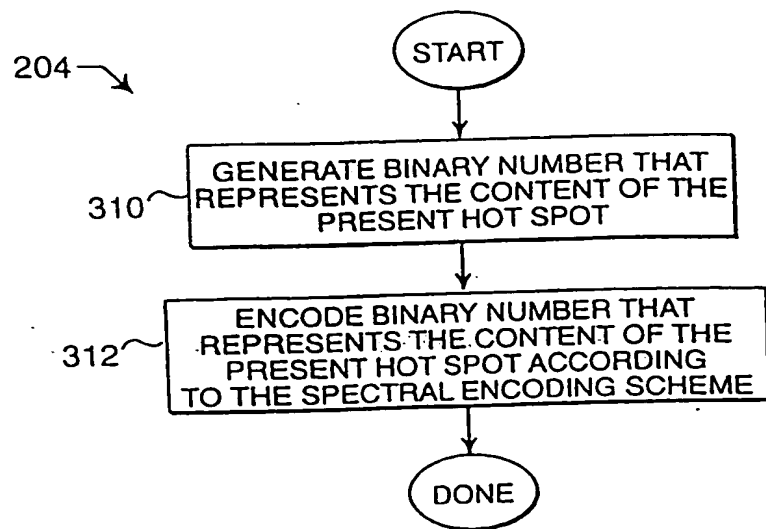 START
204
GENERATE BINARY NUMBER THAT
REPRESENTS THE CONTENT OF THE
PRESENT HOT SPOT
310
ENCODE BINARY NUMBER THAT
REPRESENTS THE CONTENT OF THE
PRESENT HOT SPOT ACCORDING
TO THE SPECTRAL ENCODING SCHEME
312
DONE